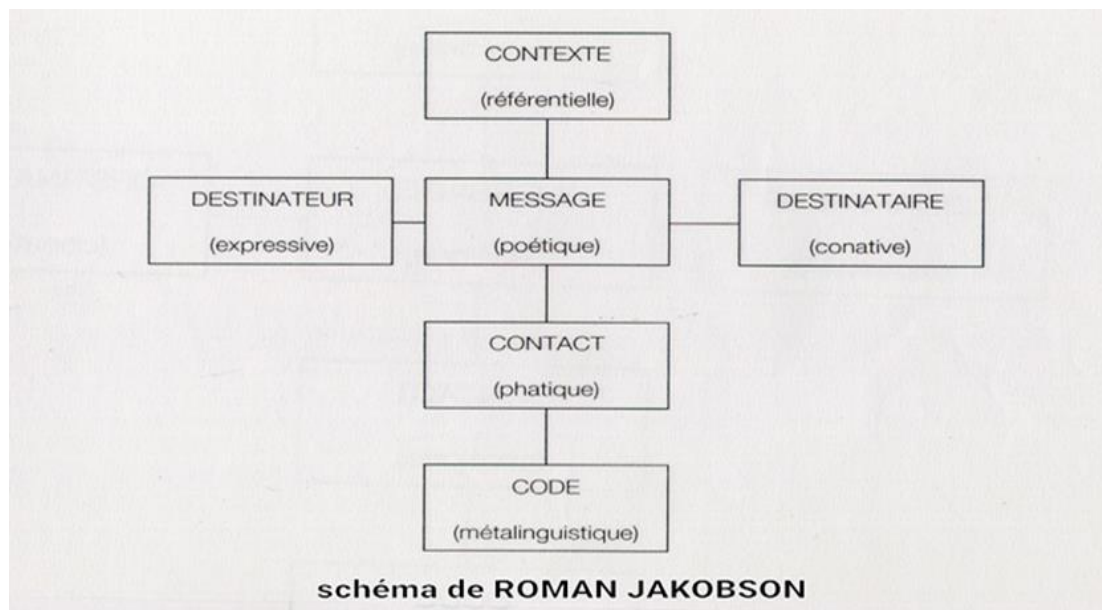 CONTEXTE
(référentielle)
DESTINATEUR
(expressive)
MESSAGE
(poétique)
DESTINATAIRE
(conative)
CONTACT
(phatique)
CODE
(métalinguistique)
schéma de ROMAN JAKOBSON